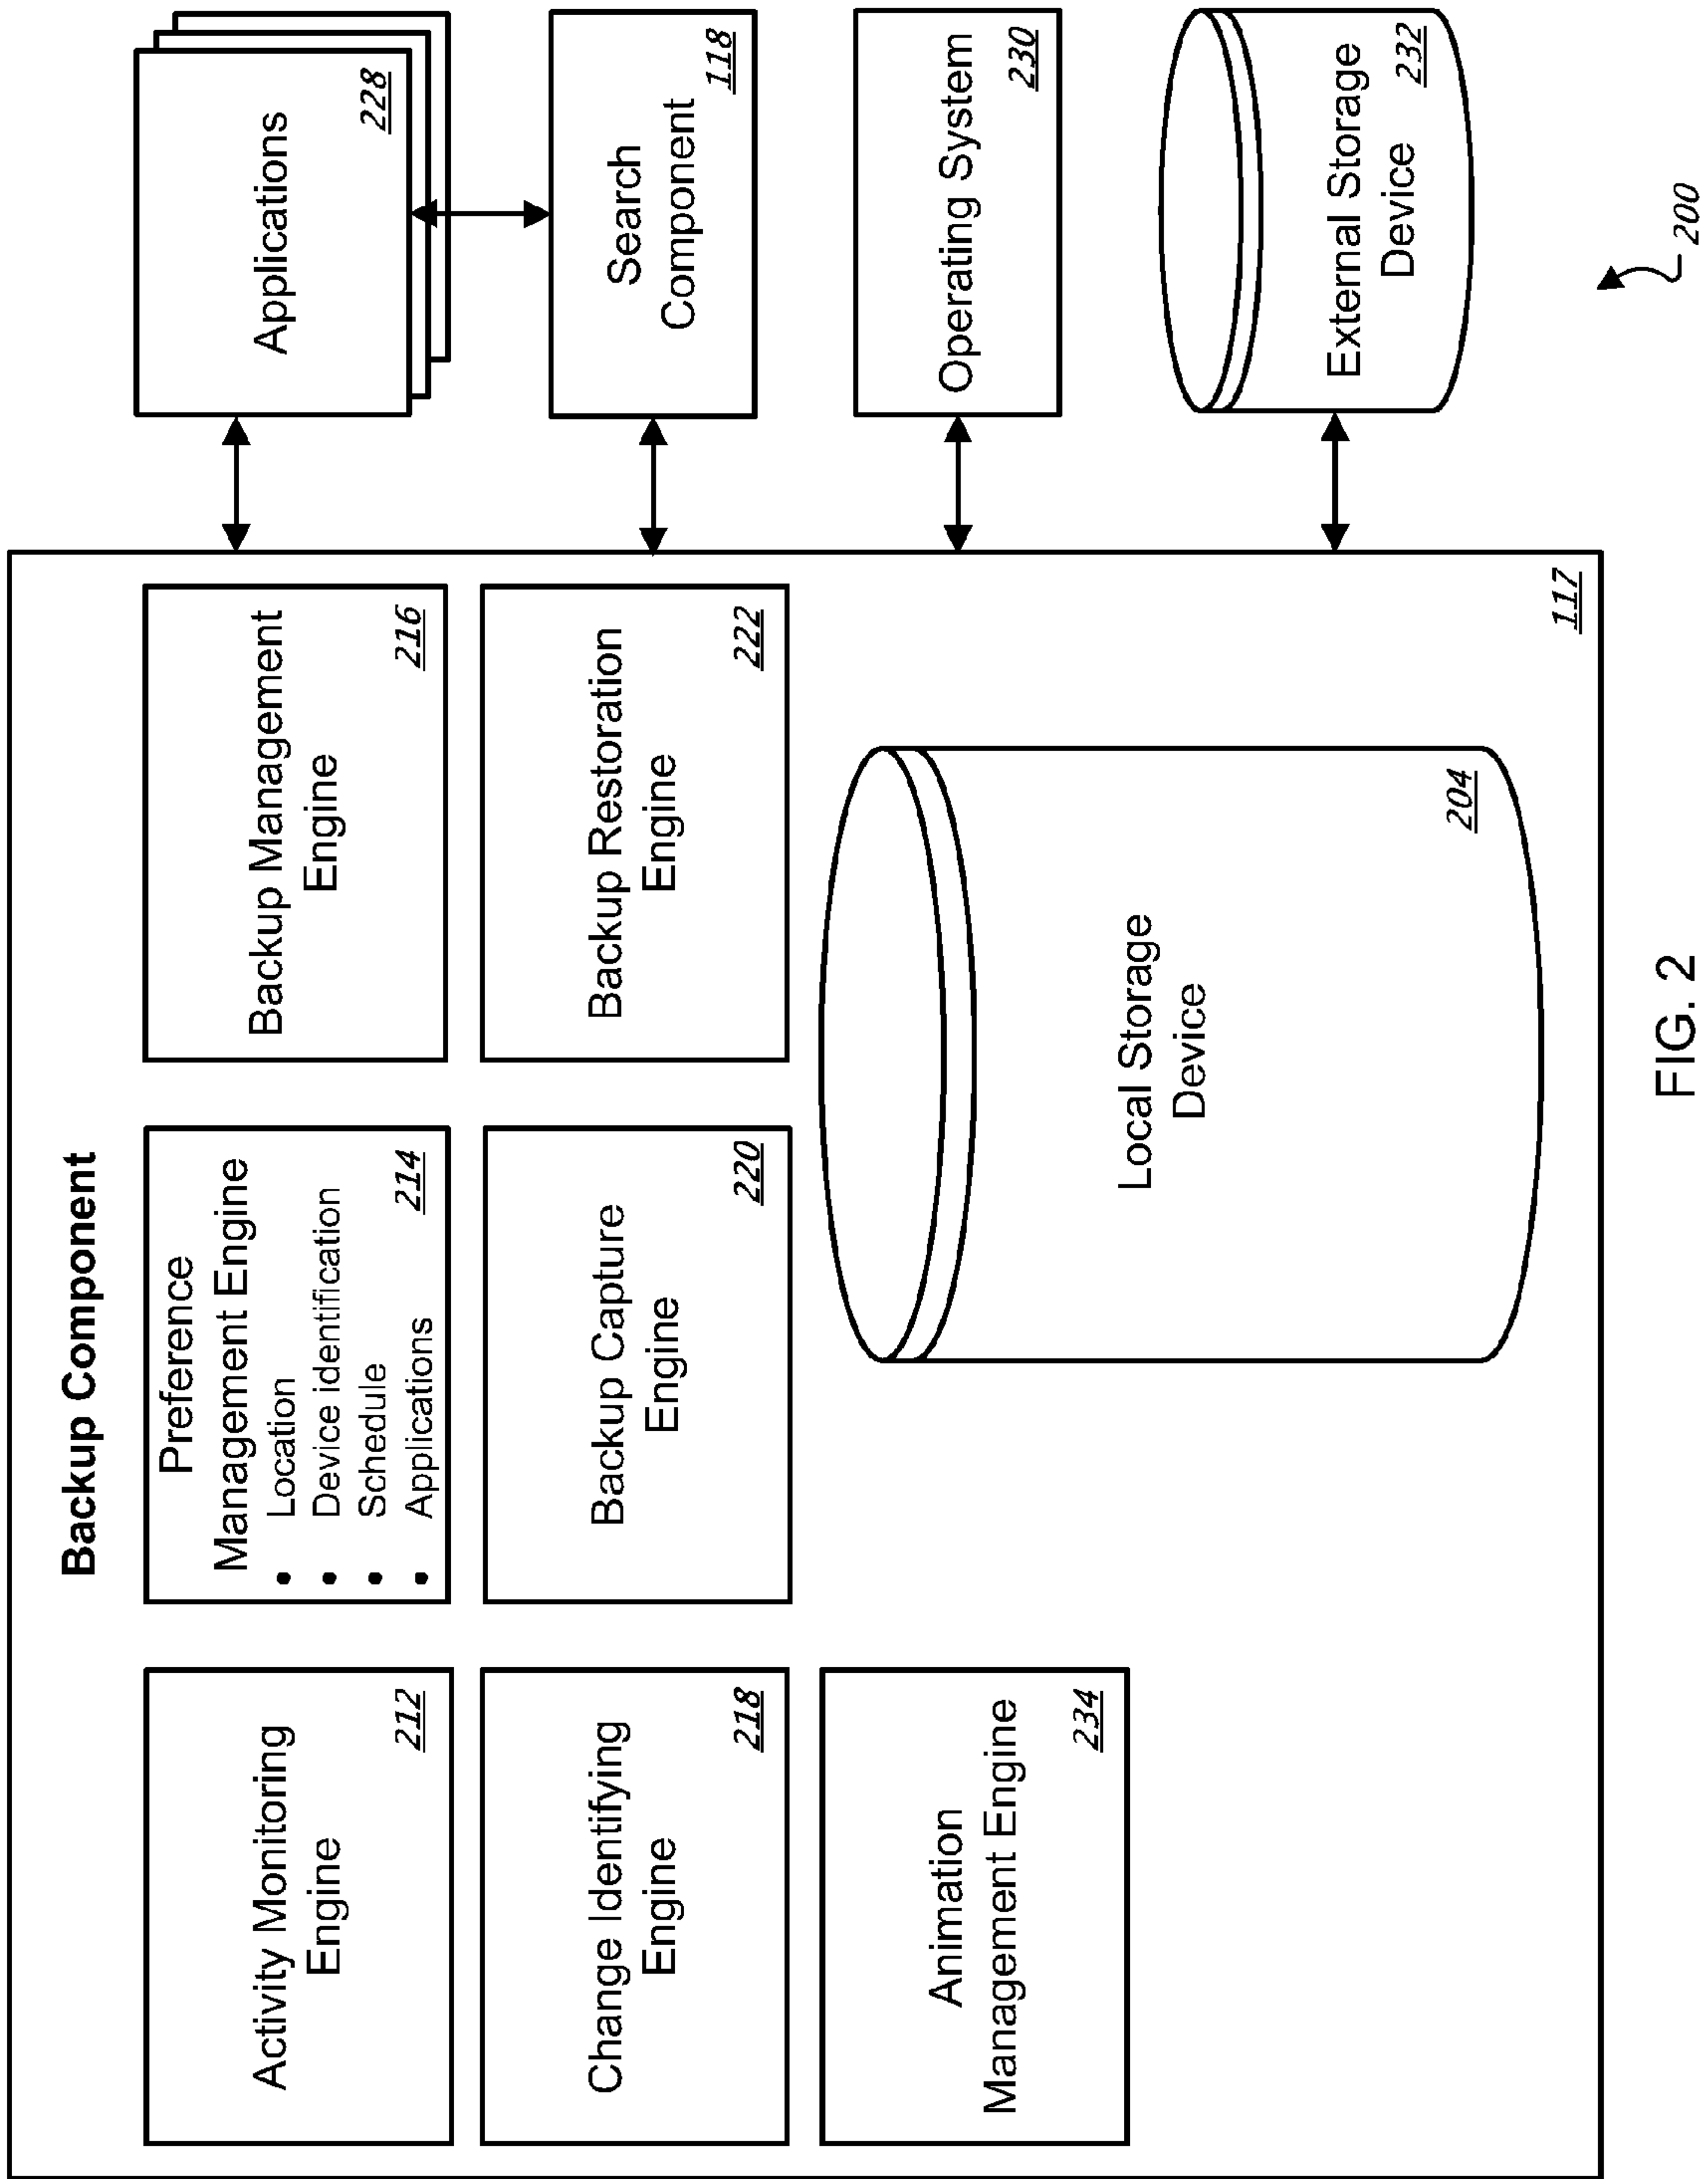 Backup Component
Activity Monitoring
Engine
212
Preference
Management Engine
• Location
• Device identification
• Schedule
• Applications
214
Backup Management
Engine
216
Change Identifying
Engine
218
Backup Capture
Engine
220
Backup Restoration
Engine
222
Animation
Management Engine
234
Local Storage
Device
204
117
Applications
228
Search
Component
118
Operating System
230
External Storage
Device
232
200
FIG. 2